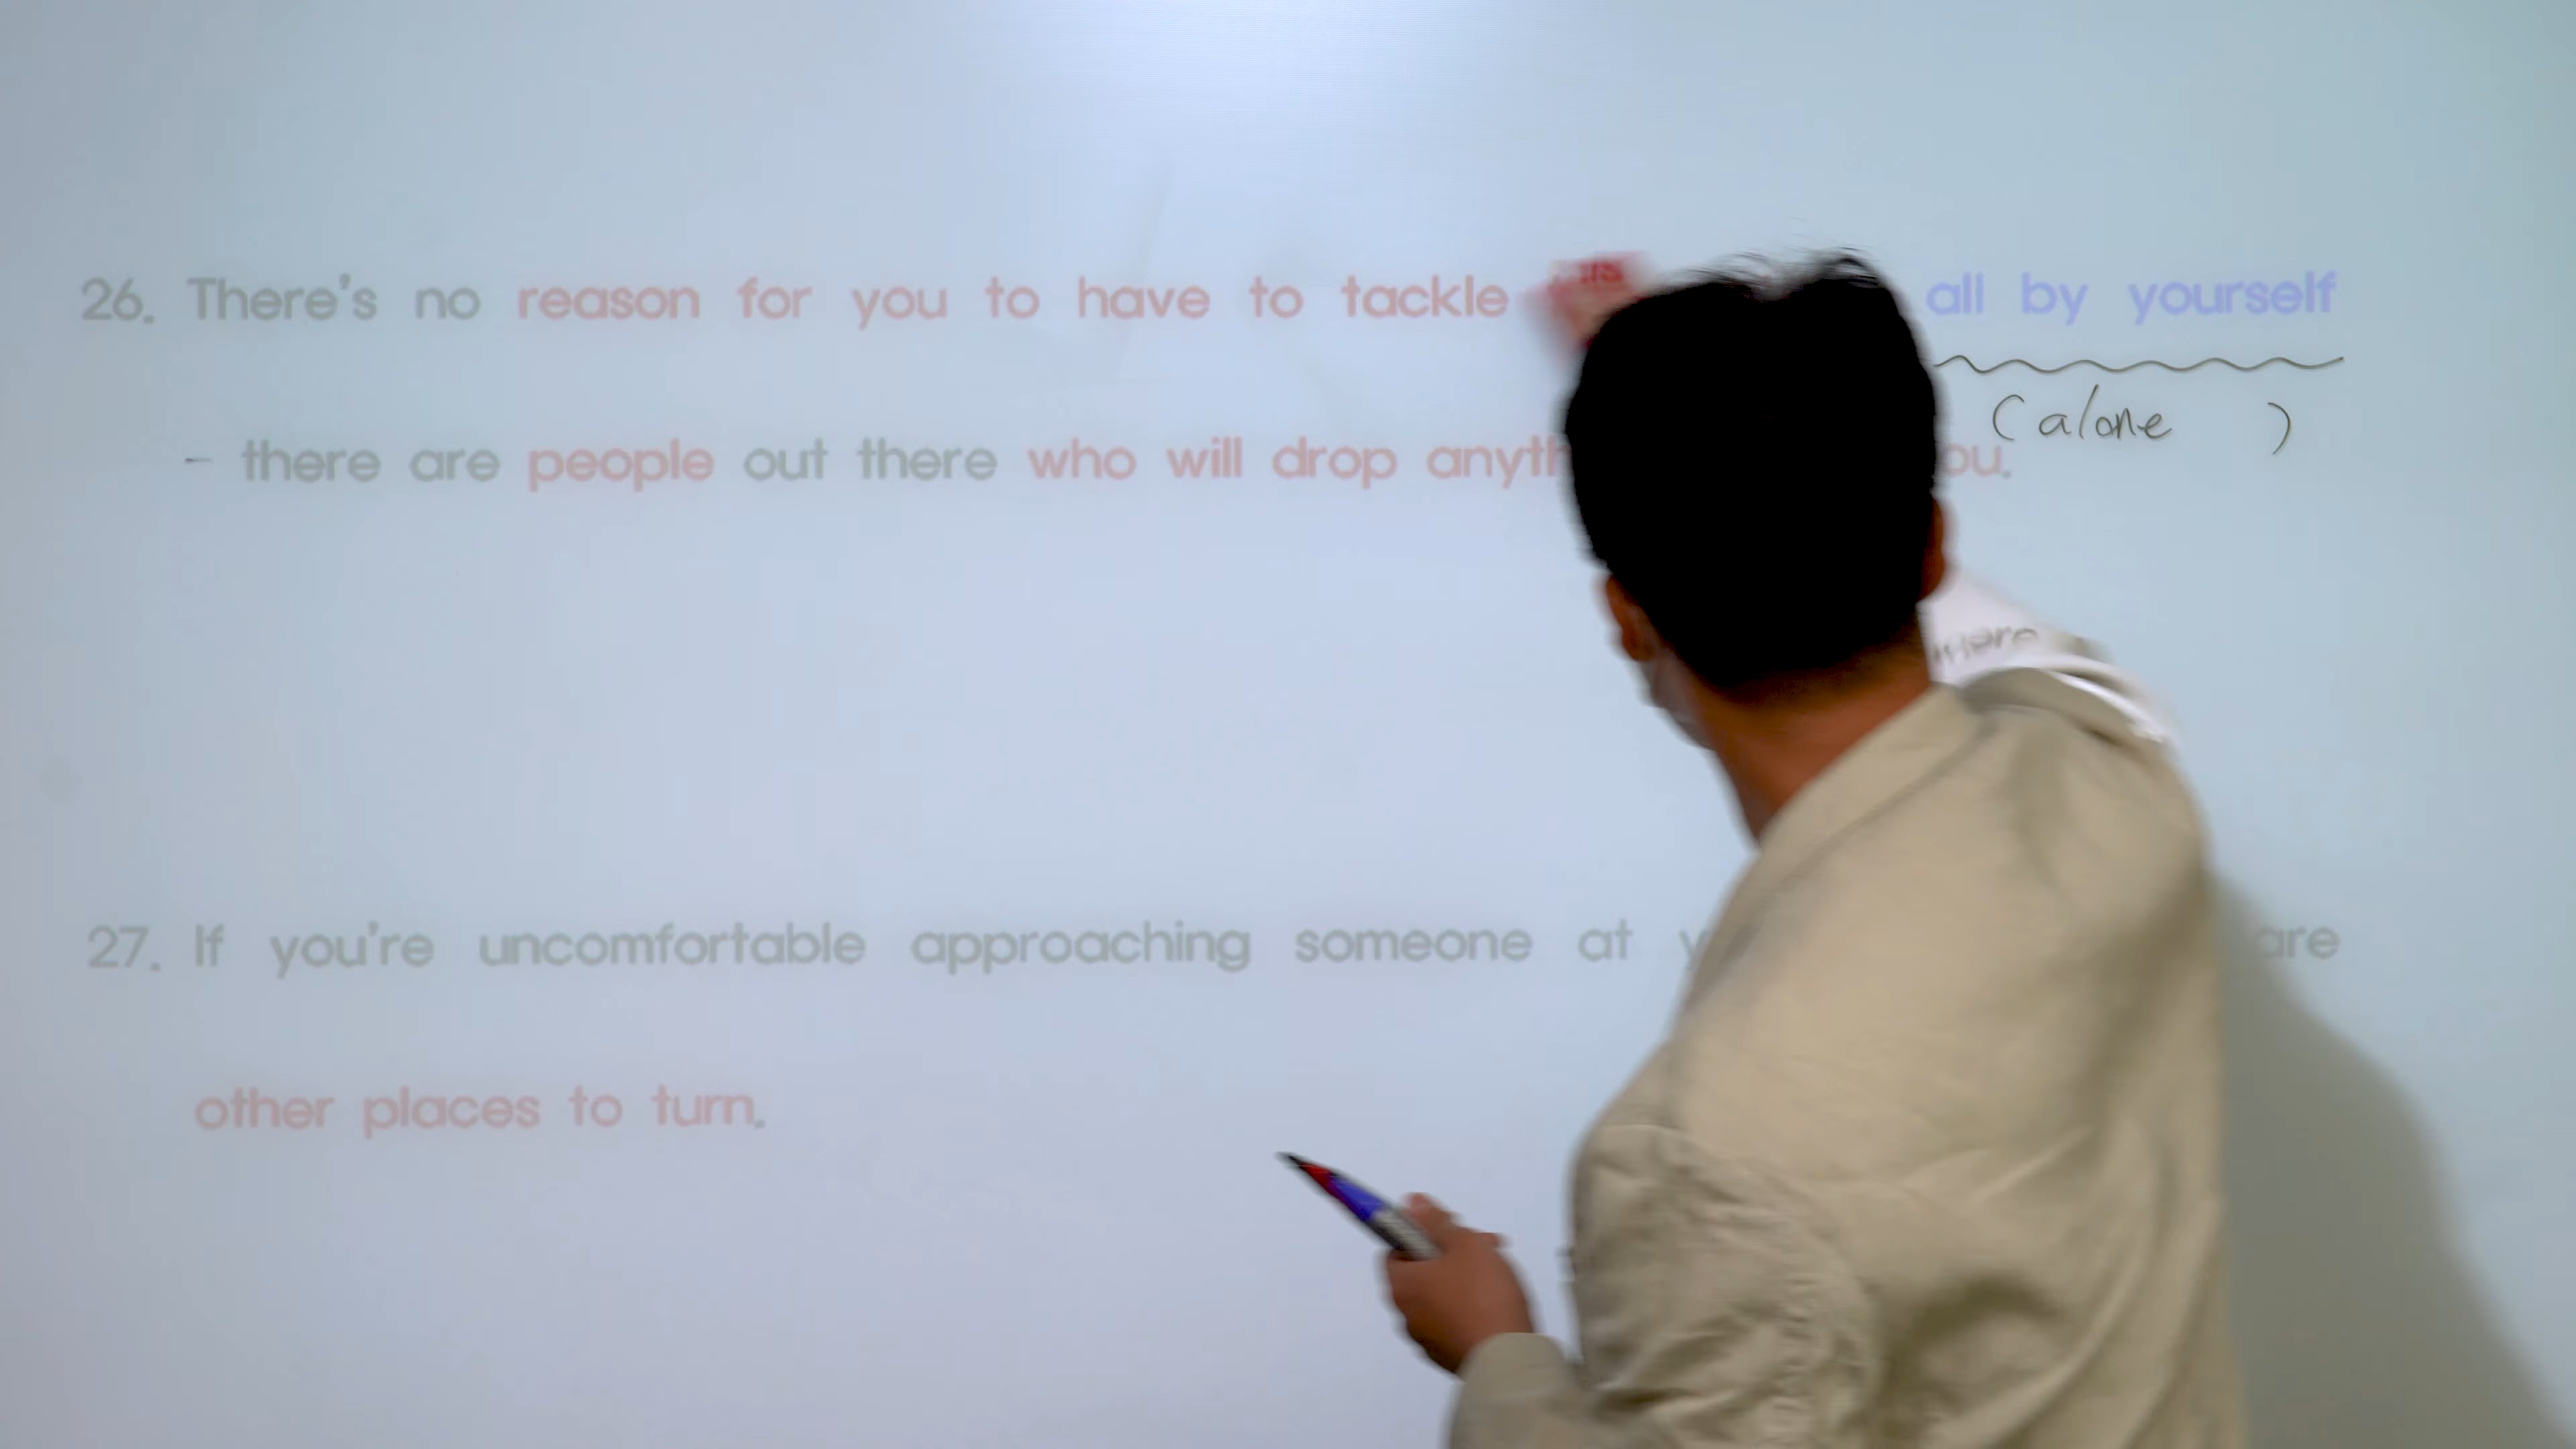 26. There's no reason for you to have to tackle all by yourself
(alone )
- there are people out there who will drop
27. If you're uncomfortable approaching someone at are
other places to turn.